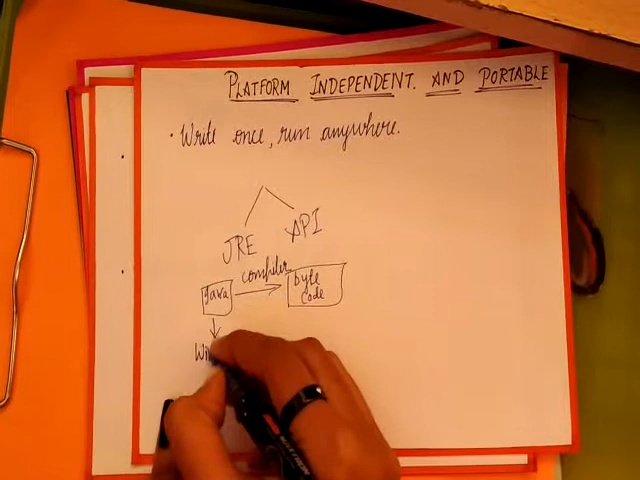 PLATFORM INDEPENDENT. AND PORTABLE
• Write once, run anywhere.
JRE API
compiler
Java byte
code